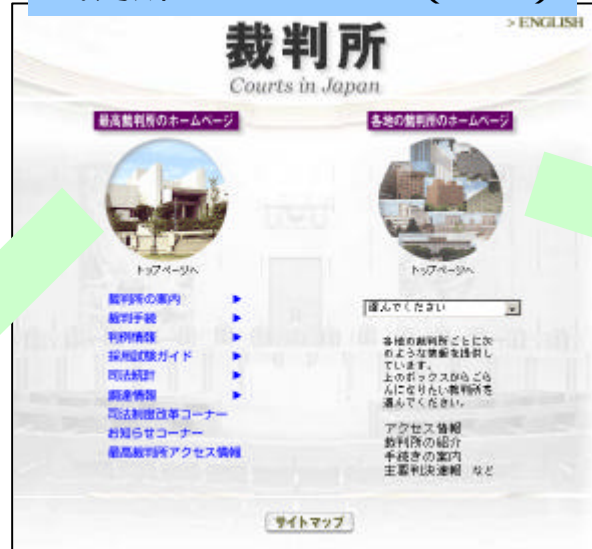 > ENGLISH
裁判所
Courts in Japan
最高裁判所のホームページ
トップページへ
裁判所の案内
裁判手続
判例情報
採用試験ガイド
司法統計
調達情報
司法制度改革コーナー
お知らせコーナー
最高裁判所アクセス情報
各地の裁判所のホームページ
トップページへ
選んでください
各地の裁判所ごとに次
のような情報を提供し
ています。
上のボックスからごら
んになりたい裁判所を
選んでください。
アクセス情報
裁判所の紹介
手続きの案内
主要判決速報 など
サイトマップ